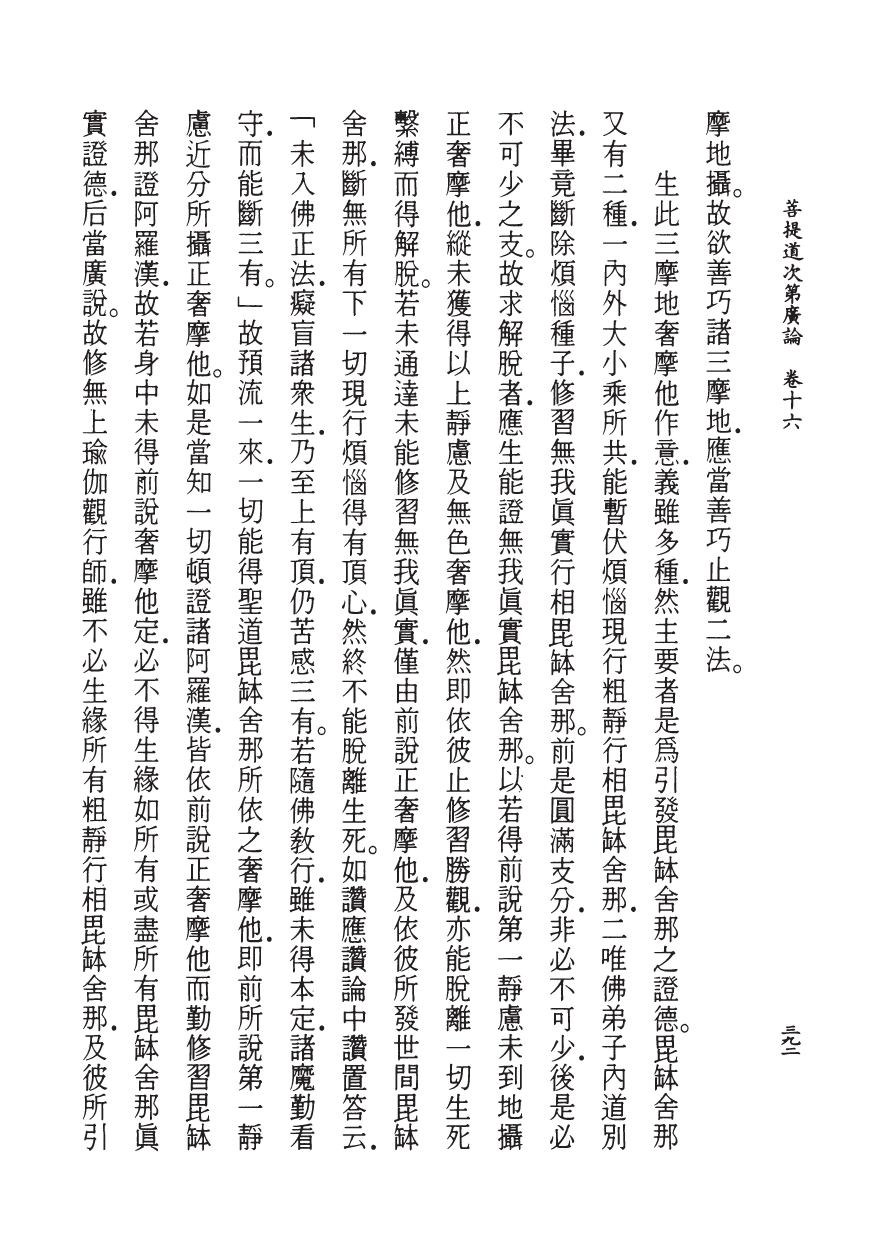 菩提道次第廣論　卷十六
三九二
摩地攝。故欲善巧諸三摩地．應當善巧止觀二法。
生此三摩地奢摩他作意．義雖多種．然主要者是爲引發毘缽舍那之證德。毘缽舍那
又有二種．一內外大小乘所共．能暫伏煩惱現行粗靜行相毘缽舍那．二唯佛弟子內道別
法．畢竟斷除煩惱種子．修習無我眞實行相毘缽舍那。前是圓滿支分．非必不可少．後是必
不可少之支。故求解脫者．應生能證無我眞實毘缽舍那。以若得前說第一靜慮未到地攝
正奢摩他．縱未獲得以上靜慮及無色奢摩他．然即依彼止修習勝觀．亦能脫離一切生死
繫縛而得解脫。若未通達未能修習無我眞實．僅由前說正奢摩他．及依彼所發世間毘缽
舍那．斷無所有下一切現行煩惱得有頂心．然終不能脫離生死。如讚應讚論中讚置答云．
「未入佛正法．癡盲諸衆生．乃至上有頂．仍苦感三有。若隨佛敎行．雖未得本定．諸魔勤看
守．而能斷三有。」故預流一來．一切能得聖道毘缽舍那所依之奢摩他．即前所說第一靜
慮近分所攝正奢摩他。如是當知一切頓證諸阿羅漢．皆依前說正奢摩他而勤修習毘缽
舍那證阿羅漢．故若身中未得前說奢摩他定．必不得生緣如所有或盡所有毘缽舍那眞
實證德．后當廣說。故修無上瑜伽觀行師．雖不必生緣所有粗靜行相毘缽舍那．及彼所引